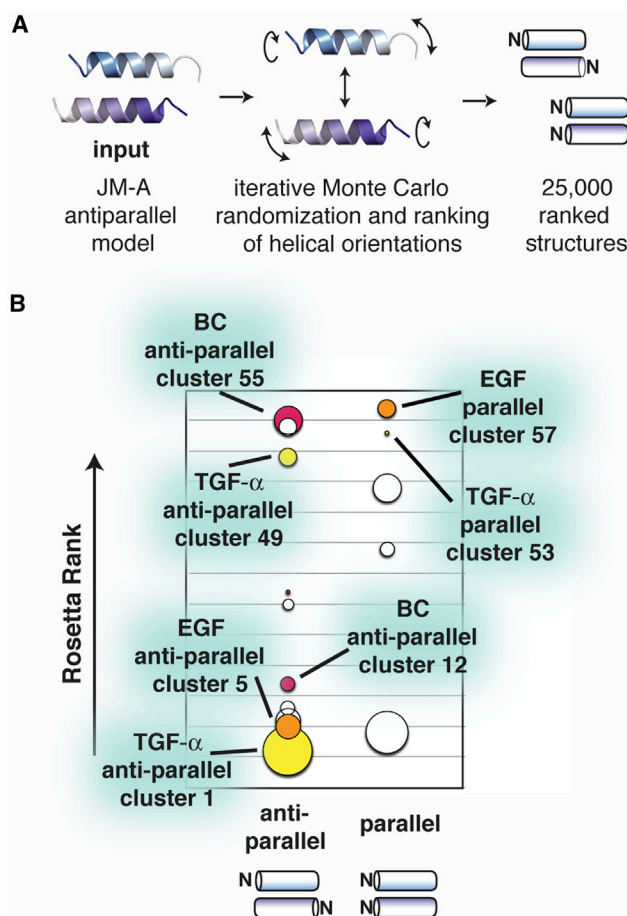 A
N
N
N
N
input
JM-A
antiparallel
model
iterative Monte Carlo
randomization and ranking
of helical orientations
25,000
ranked
structures
B
BC
anti-parallel
cluster 55
EGF
parallel
cluster 57
TGF-α
anti-parallel
cluster 49
TGF-α
parallel
cluster 53
Rosetta Rank
EGF
anti-parallel
cluster 5
BC
anti-parallel
cluster 12
TGF-α
anti-parallel
cluster 1
anti-
parallel
parallel
N
N
N
N